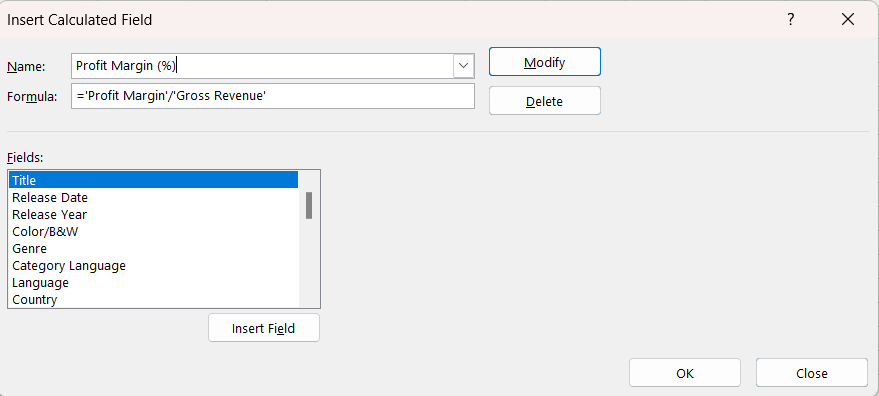 Insert Calculated Field
?
Name: Profit Margin (%)
Modify
Formula: ='Profit Margin'/'Gross Revenue'
Delete
Fields:
Title
Release Date
Release Year
Color/B&W
Genre
Category Language
Language
Country
Insert Field
OK
Close